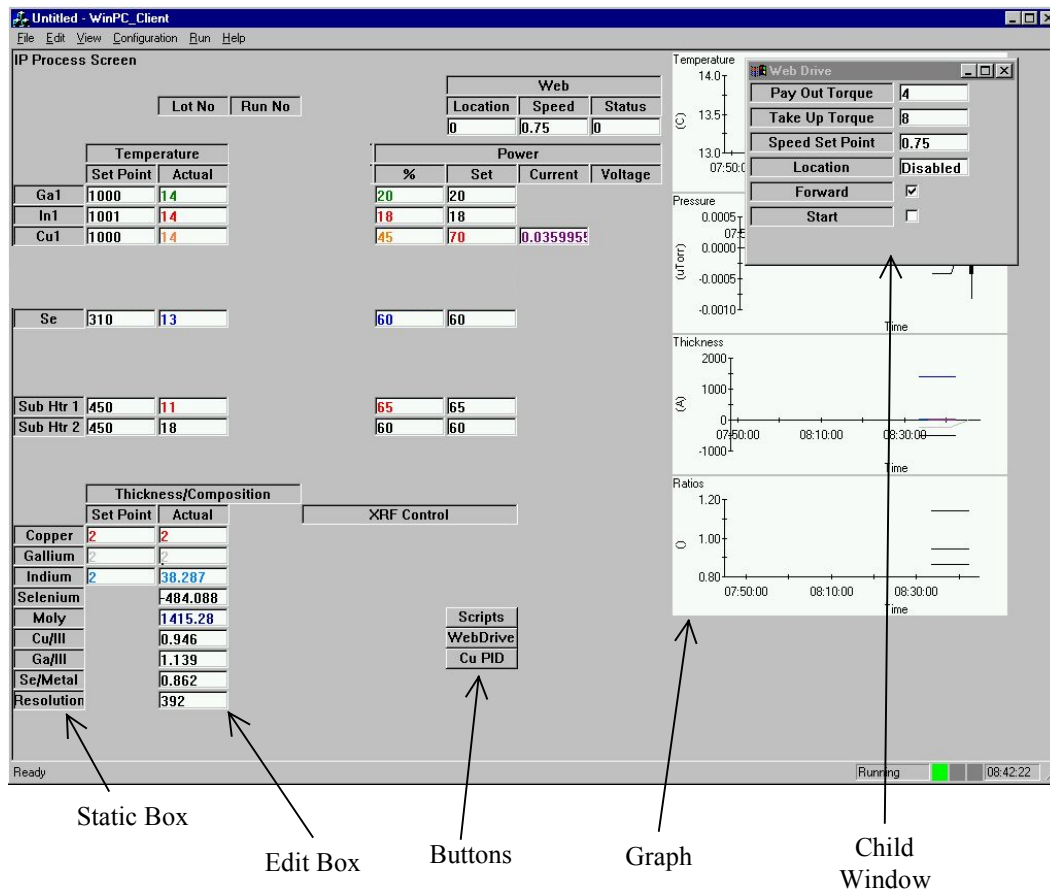 Untitled - WinPC_Client
File Edit View Configuration Run Help
IP Process Screen
Web
Lot No Run No Location Speed Status
0 0.75 0
Temperature Power
Set Point Actual % Set Current Voltage
Ga1 1000 14 20 20
In1 1001 14 18 18
Cu1 1000 14 45 70 0.0359955
Se 310 13 60 60
Sub Htr 1 450 11 65 65
Sub Htr 2 450 18 60 60
Thickness/Composition
Set Point Actual XRF Control
Copper 2 2
Gallium 2 2
Indium 2 38.287
Selenium -484.088
Moly 1415.28 Scripts
Cu/III 0.946 WebDrive
Ga/III 1.139 Cu PID
Se/Metal 0.862
Resolution 392
Temperature
14.0
13.5
(C)
13.0
07:50:00
Web Drive
Pay Out Torque 4
Take Up Torque 8
Speed Set Point 0.75
Location Disabled
Forward
Start
Pressure
0.0005
0.0000
(uTorr)
-0.0005
-0.0010
Time
Thickness
2000
1000
(A)
0
07:50:00 08:10:00 08:30:00
-1000
Time
Ratios
1.20
1.00
()
0.80
07:50:00 08:10:00 08:30:00
Time
Ready Running 08:42:22
Static Box
Edit Box
Buttons
Graph
Child
Window